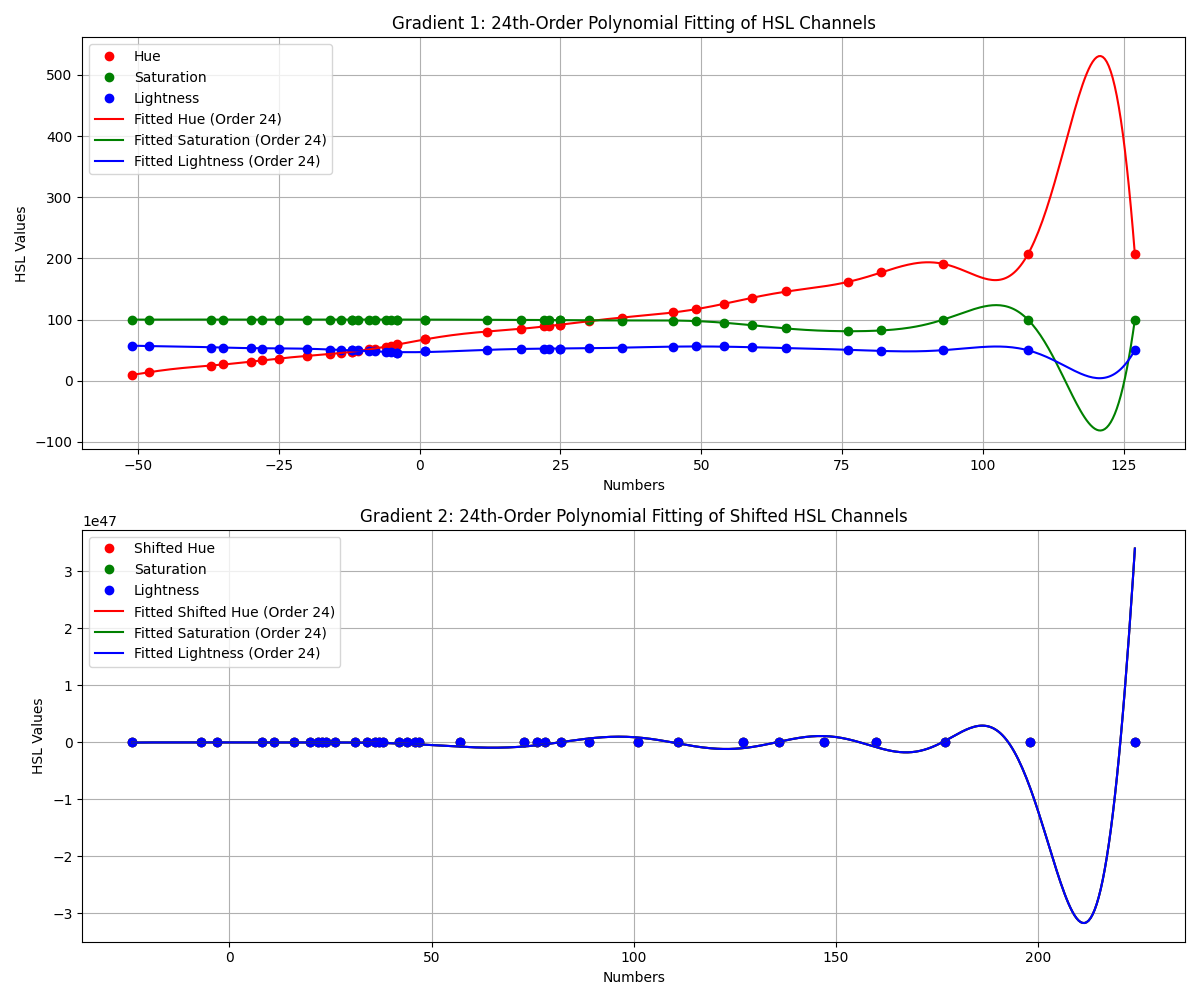 Gradient 1: 24th-Order Polynomial Fitting of HSL Channels
Hue
Saturation
Lightness
Fitted Hue (Order 24)
Fitted Saturation (Order 24)
Fitted Lightness (Order 24)
500
400
300
200
100
0
−100
HSL Values
−50
−25
0
25
50
75
100
125
Numbers
Gradient 2: 24th-Order Polynomial Fitting of Shifted HSL Channels
1e47
Shifted Hue
Saturation
Lightness
Fitted Shifted Hue (Order 24)
Fitted Saturation (Order 24)
Fitted Lightness (Order 24)
3
2
1
0
−1
−2
−3
HSL Values
0
50
100
150
200
Numbers